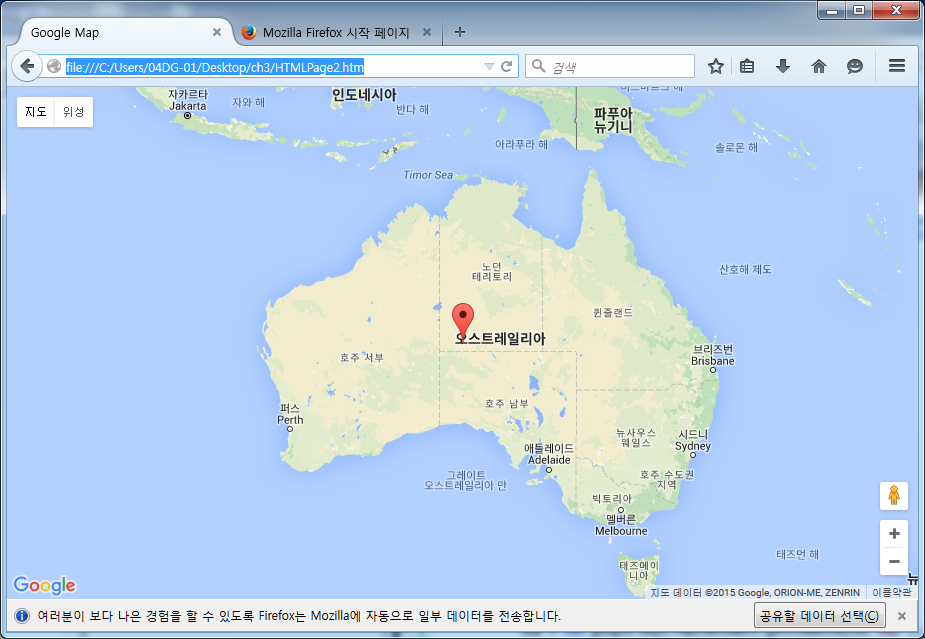 Google Map
Mozilla Firefox 시작 페이지
file:///C:/Users/04DG-01/Desktop/ch3/HTMLPage2.htm
검색
지도 위성
자카르타
Jakarta
자와 해
인도네시아
반다 해
파푸아
뉴기니
아라푸라 해
솔로몬 해
Timor Sea
노던
테리토리
산호해 제도
퀸즐랜드
오스트레일리아
호주 서부
브리즈번
Brisbane
퍼스
Perth
호주 남부
뉴사우스
웨일스
시드니
Sydney
애들레이드
Adelaide
그레이트
오스트레일리아 만
호주 수도권
지역
빅토리아
멜버른
Melbourne
태즈먼 해
태즈메이
니아
뉴
Google
지도 데이터 ©2015 Google, ORION-ME, ZENRIN 이용약관
여러분이 보다 나은 경험을 할 수 있도록 Firefox는 Mozilla에 자동으로 일부 데이터를 전송합니다.
공유할 데이터 선택(C)